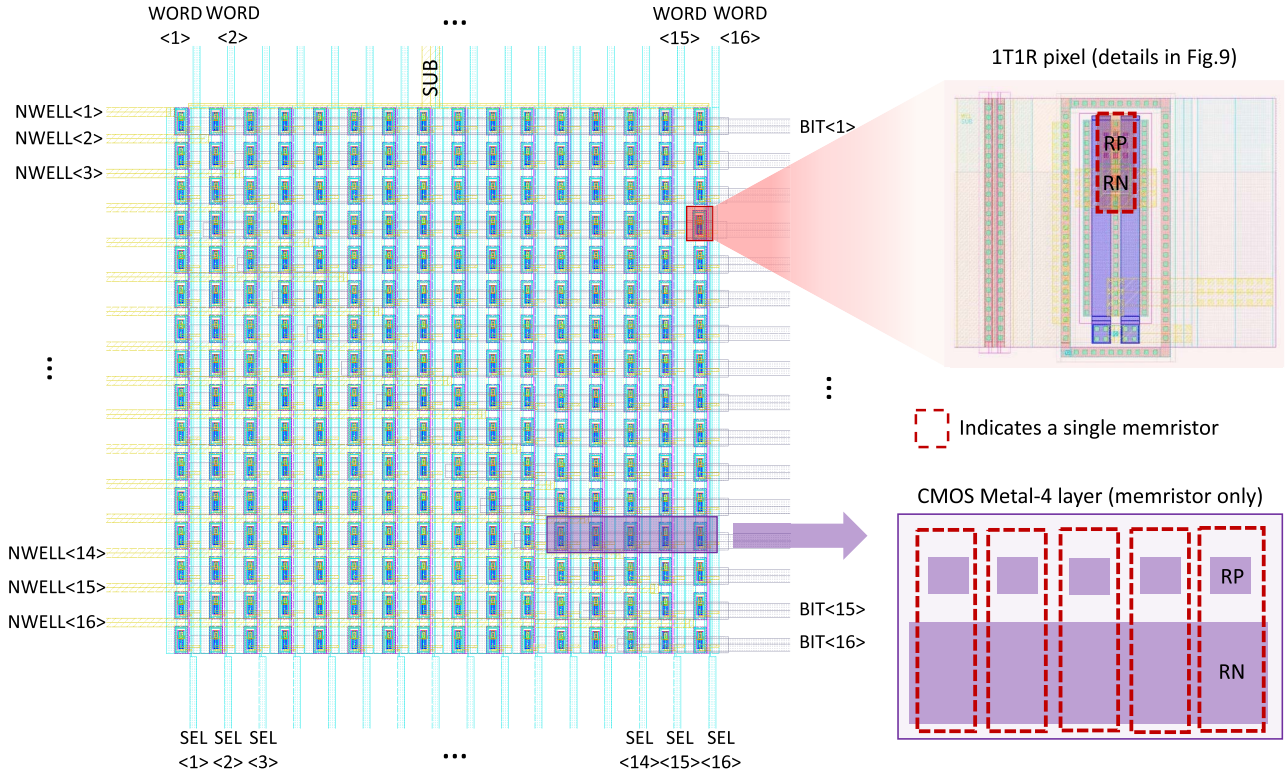 WORD WORD ... WORD WORD
<1> <2> <15> <16>
1T1R pixel (details in Fig.9)
SUB
NWELL<1>
NWELL<2>
NWELL<3>
BIT<1>
RP
RN
...
...
Indicates a single memristor
CMOS Metal-4 layer (memristor only)
NWELL<14>
NWELL<15>
NWELL<16>
BIT<15>
BIT<16>
RP
RN
SEL SEL SEL ... SEL SEL SEL
<1> <2> <3> <14> <15> <16>